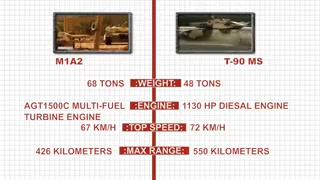 M1A2 T-90 MS
68 TONS :WEIGHT: 48 TONS
AGT1500C MULTI-FUEL :ENGINE: 1130 HP DIESAL ENGINE
TURBINE ENGINE
67 KM/H :TOP SPEED: 72 KM/H
426 KILOMETERS :MAX RANGE: 550 KILOMETERS